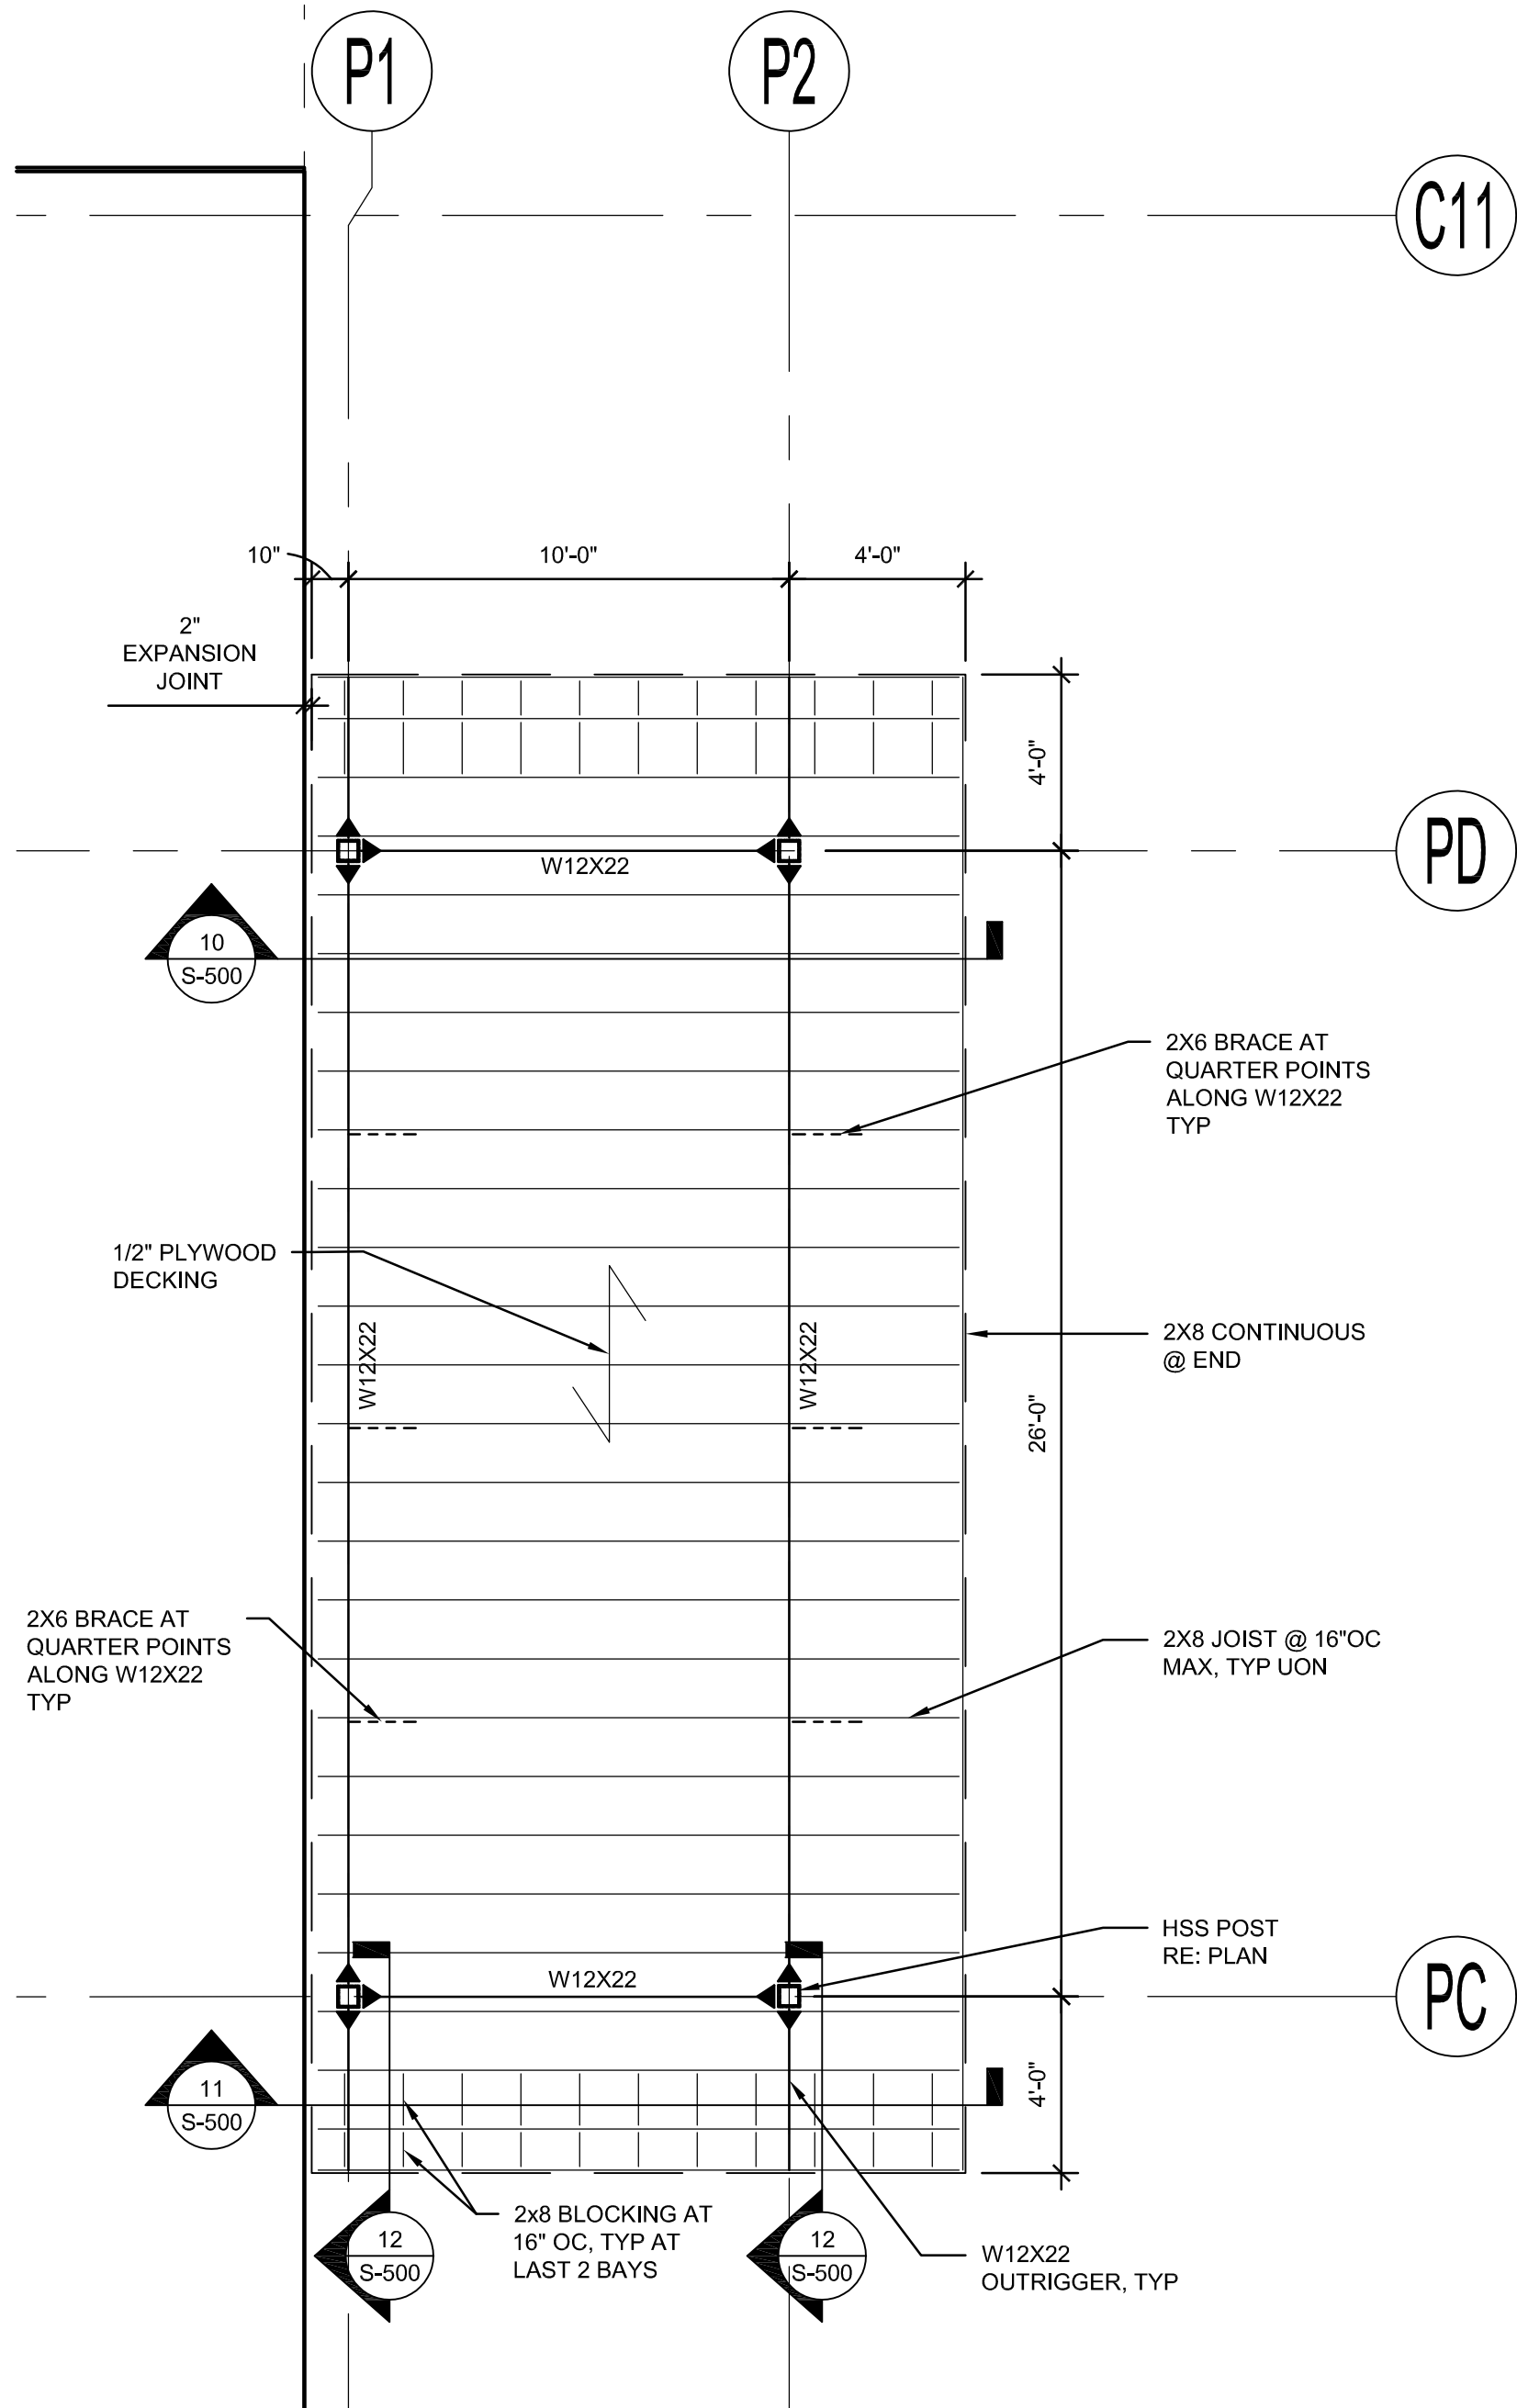 P1
P2
C11
10"
10'-0"
4'-0"
2"
EXPANSION
JOINT
4'-0"
W12X22
PD
10
S-500
2X6 BRACE AT
QUARTER POINTS
ALONG W12X22
TYP
1/2" PLYWOOD
DECKING
W12X22
W12X22
2X8 CONTINUOUS
@ END
26'-0"
2X6 BRACE AT
QUARTER POINTS
ALONG W12X22
TYP
2X8 JOIST @ 16"OC
MAX, TYP UON
HSS POST
RE: PLAN
W12X22
PC
11
S-500
4'-0"
2x8 BLOCKING AT
16" OC, TYP AT
LAST 2 BAYS
12
S-500
12
S-500
W12X22
OUTRIGGER, TYP